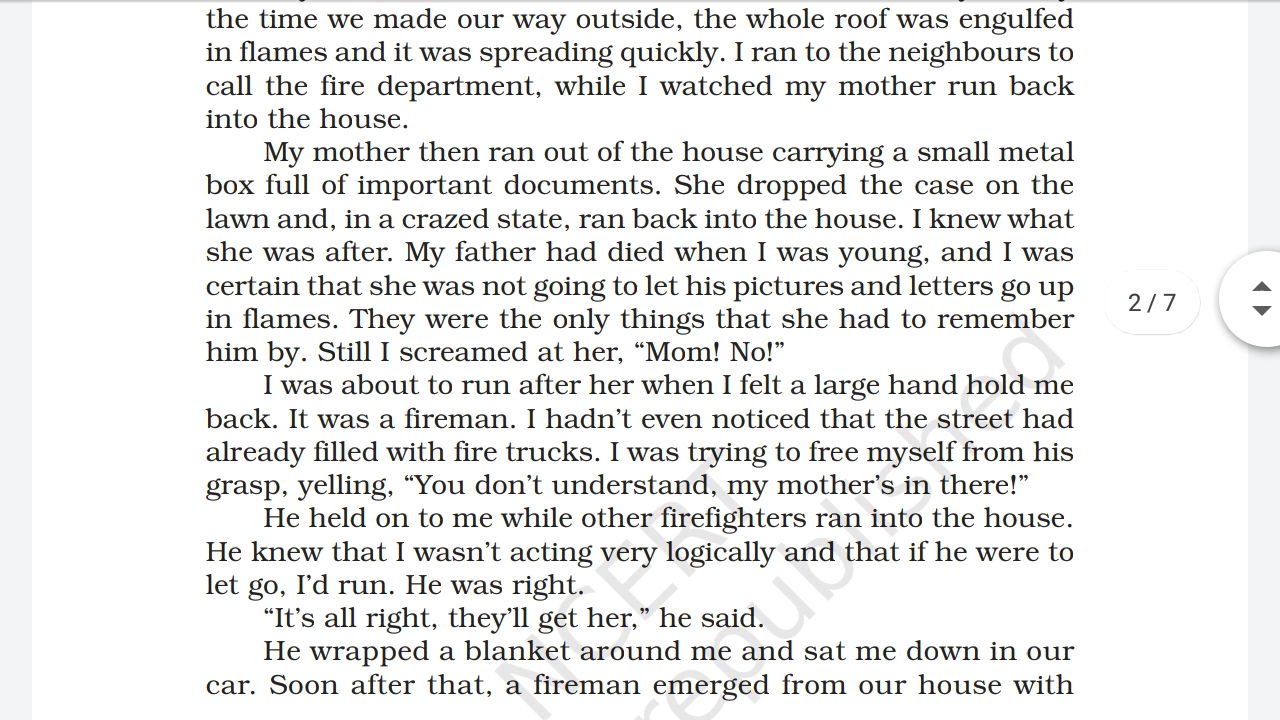 the time we made our way outside, the whole roof was engulfed
in flames and it was spreading quickly. I ran to the neighbours to
call the fire department, while I watched my mother run back
into the house.
My mother then ran out of the house carrying a small metal
box full of important documents. She dropped the case on the
lawn and, in a crazed state, ran back into the house. I knew what
she was after. My father had died when I was young, and I was
certain that she was not going to let his pictures and letters go up
in flames. They were the only things that she had to remember
him by. Still I screamed at her, “Mom! No!”
I was about to run after her when I felt a large hand hold me
back. It was a fireman. I hadn’t even noticed that the street had
already filled with fire trucks. I was trying to free myself from his
grasp, yelling, “You don’t understand, my mother’s in there!”
He held on to me while other firefighters ran into the house.
He knew that I wasn’t acting very logically and that if he were to
let go, I’d run. He was right.
“It’s all right, they’ll get her,” he said.
He wrapped a blanket around me and sat me down in our
car. Soon after that, a fireman emerged from our house with
2 / 7
NCERT
republished